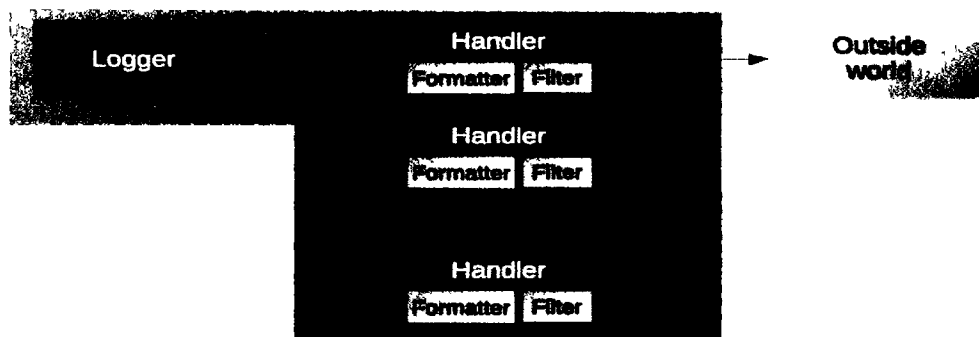 Logger
Handler
Formatter Filter
Outside
world
Handler
Formatter Filter
Handler
Formatter Filter